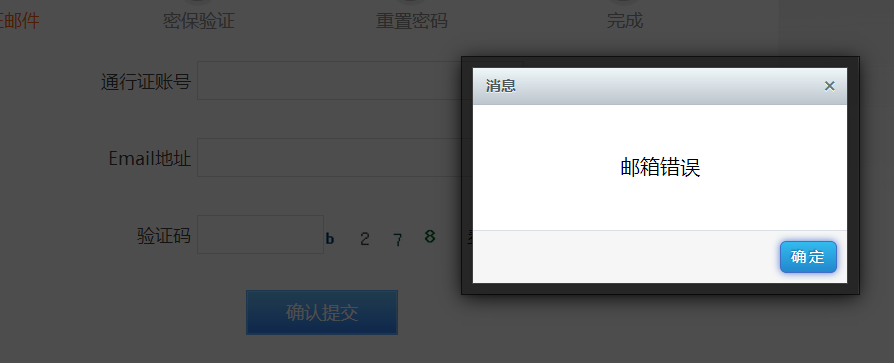 证邮件 密保验证 重置密码 完成
通行证账号
消息 ×
Email地址
邮箱错误
验证码 b 2 7 8
确定
确认提交